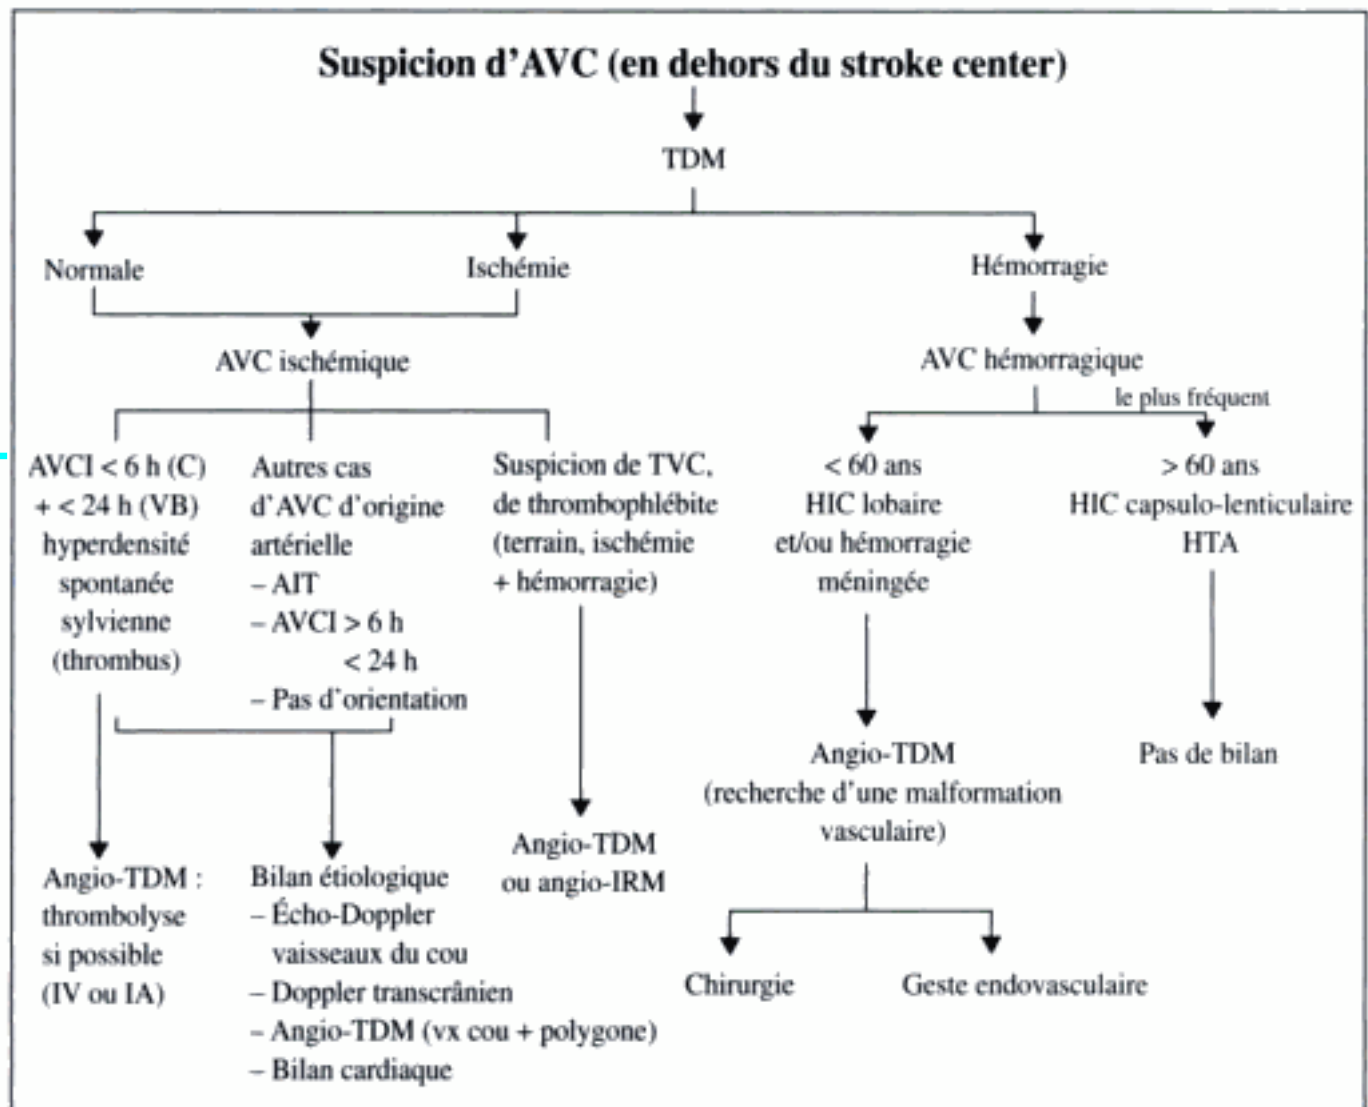 Suspicion d'AVC (en dehors du stroke center)
TDM
Normale
Ischémie
Hémorragie
AVC ischémique
AVC hémorragique
le plus fréquent
AVCI < 6 h (C)
+ < 24 h (VB)
hyperdensité
spontanée
sylvienne
(thrombus)
Autres cas
d'AVC d'origine
artérielle
– AIT
– AVCI > 6 h
< 24 h
– Pas d'orientation
Suspicion de TVC,
de thrombophlébite
(terrain, ischémie
+ hémorragie)
< 60 ans
HIC lobaire
et/ou hémorragie
méningée
> 60 ans
HIC capsulo-lenticulaire
HTA
Angio-TDM :
thrombolyse
si possible
(IV ou IA)
Bilan étiologique
– Écho-Doppler
vaisseaux du cou
– Doppler transcrânien
– Angio-TDM (vx cou + polygone)
– Bilan cardiaque
Angio-TDM
ou angio-IRM
Angio-TDM
(recherche d'une malformation
vasculaire)
Pas de bilan
Chirurgie
Geste endovasculaire